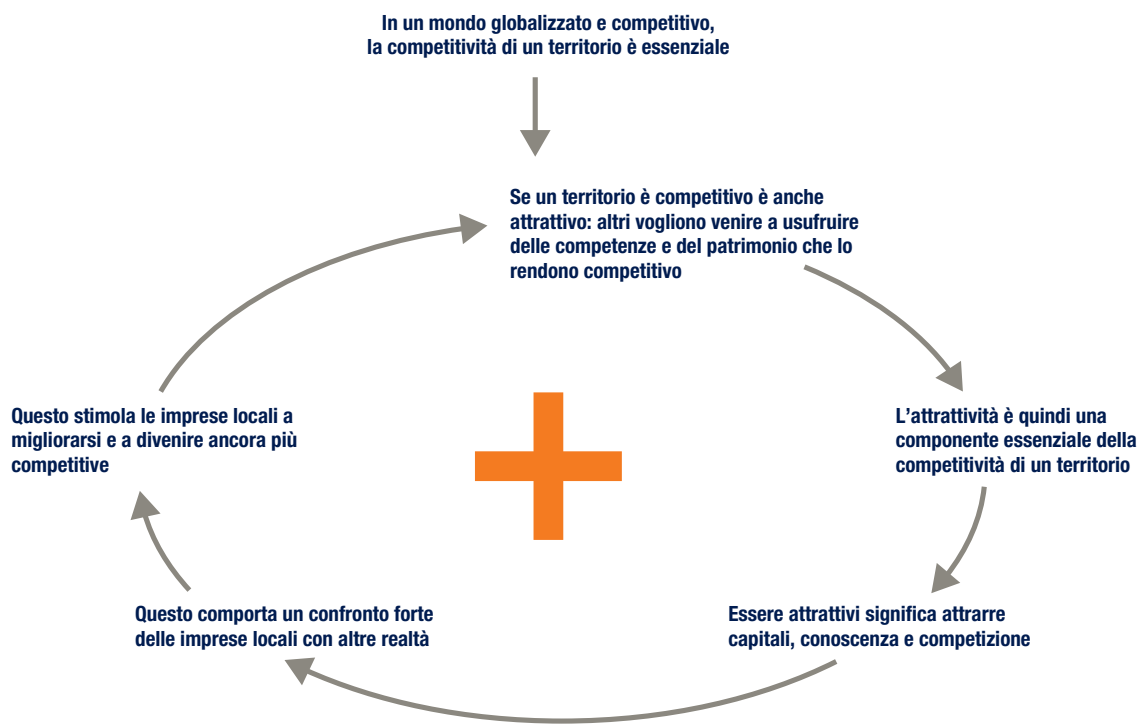 In un mondo globalizzato e competitivo,
la competitività di un territorio è essenziale
Se un territorio è competitivo è anche
attrattivo: altri vogliono venire a usufruire
delle competenze e del patrimonio che lo
rendono competitivo
L'attrattività è quindi una
componente essenziale della
competitività di un territorio
Essere attrattivi significa attrarre
capitali, conoscenza e competizione
Questo comporta un confronto forte
delle imprese locali con altre realtà
Questo stimola le imprese locali a
migliorarsi e a divenire ancora più
competitive